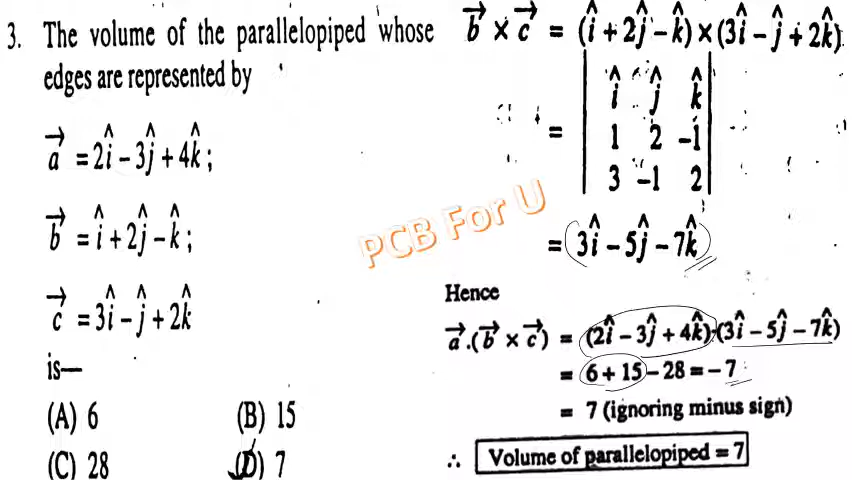 3. The volume of the parallelopiped whose
edges are represented by
a⃗ = 2î – 3ĵ + 4k̂ ;
b⃗ = î + 2ĵ – k̂ ;
c⃗ = 3î – ĵ + 2k̂
is—
(A) 6 (B) 15
(C) 28 (D) 7
b⃗ × c⃗ = (î + 2ĵ – k̂) × (3î – ĵ + 2k̂)
= | î ĵ k̂ |
| 1 2 –1 |
| 3 –1 2 |
= 3î – 5ĵ – 7k̂
Hence
a⃗.(b⃗ × c⃗) = (2î – 3ĵ + 4k̂).(3î – 5ĵ – 7k̂)
= 6 + 15 – 28 = – 7
= 7 (ignoring minus sign)
∴ Volume of parallelopiped = 7
PCB For U